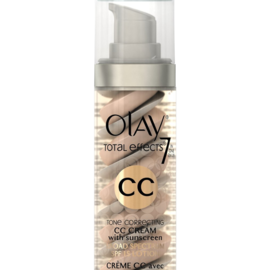 OLAY
TOTAL EFFECTS 7
CC
TONE CORRECTING
CC CREAM
with sunscreen
CRÈME CC avec